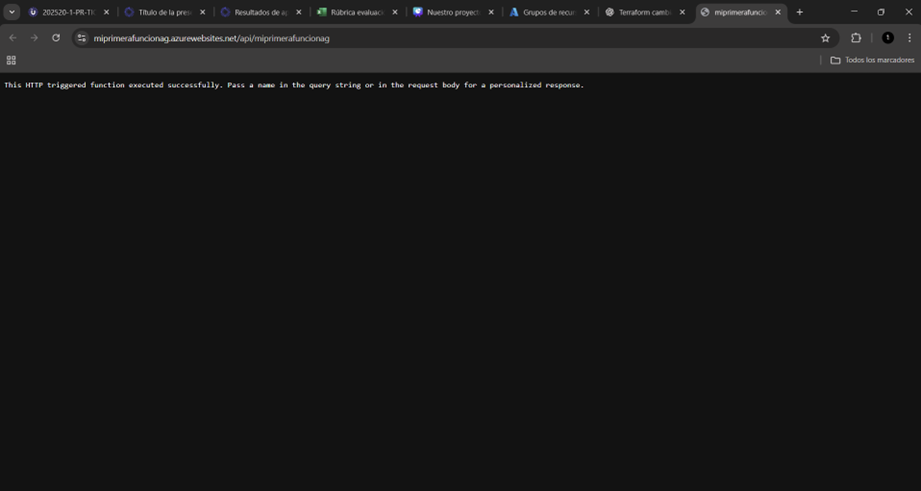 202520-1-PR-TI
Título de la pres
Resultados de a
Rúbrica evaluac
Nuestro proyect
Grupos de recur
Terraform camb
miprimerafuncio
miprimerafuncionag.azurewebsites.net/api/miprimerafuncionag
1
Todos los marcadores
This HTTP triggered function executed successfully. Pass a name in the query string or in the request body for a personalized response.